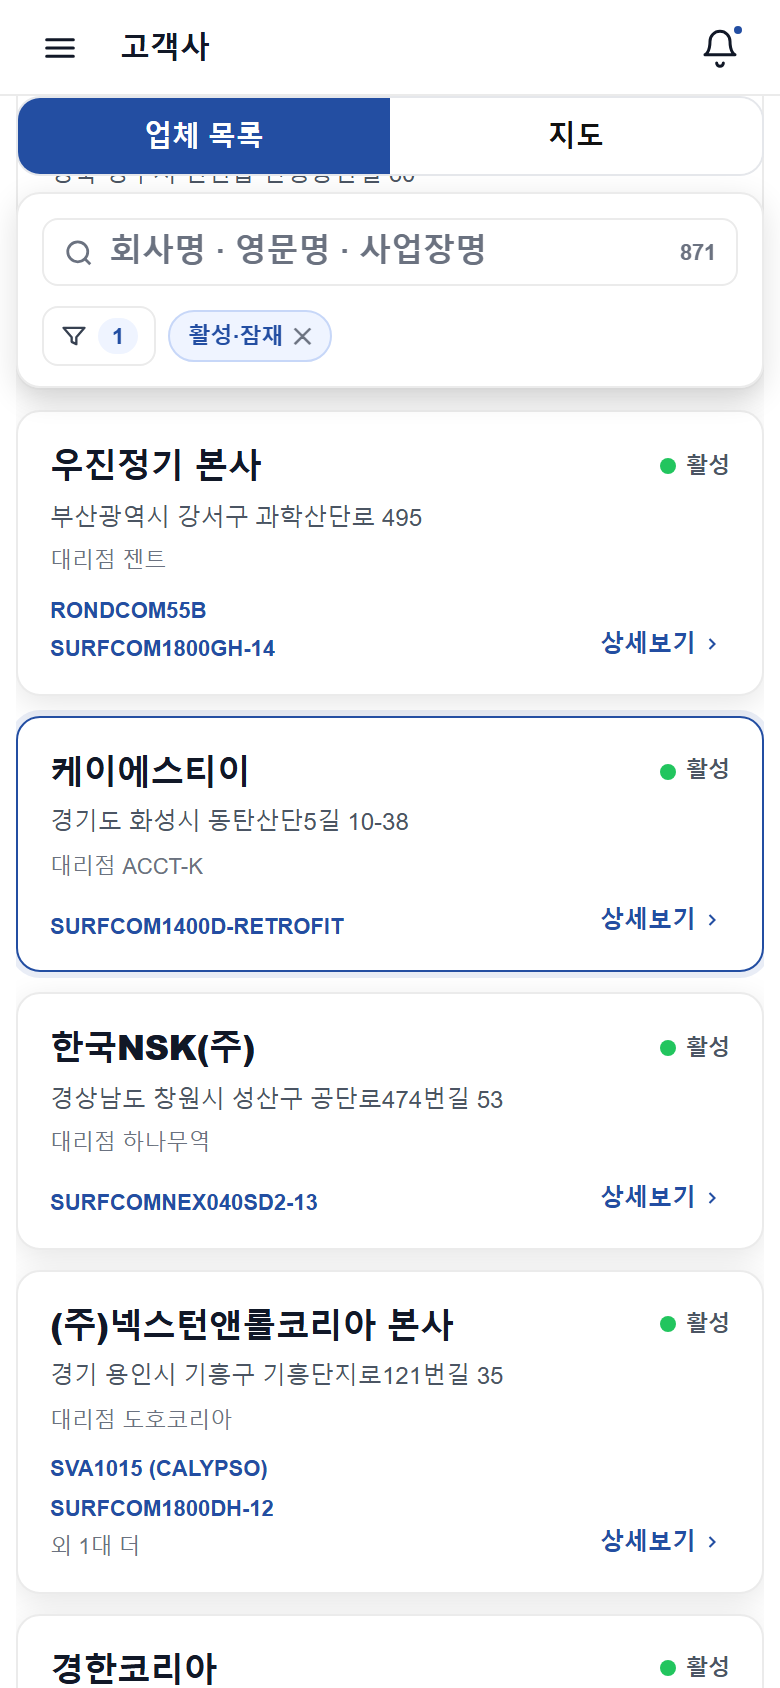 고객사
업체 목록
지도
회사명 · 영문명 · 사업장명
871
1
활성·잠재
우진정기 본사
활성
부산광역시 강서구 과학산단로 495
대리점 젠트
RONDCOM55B
SURFCOM1800GH-14
상세보기
케이에스티이
활성
경기도 화성시 동탄산단5길 10-38
대리점 ACCT-K
SURFCOM1400D-RETROFIT
상세보기
한국NSK(주)
활성
경상남도 창원시 성산구 공단로474번길 53
대리점 하나무역
SURFCOMNEX040SD2-13
상세보기
(주)넥스턴앤롤코리아 본사
활성
경기 용인시 기흥구 기흥단지로121번길 35
대리점 도호코리아
SVA1015 (CALYPSO)
SURFCOM1800DH-12
외 1대 더
상세보기
경한코리아
활성